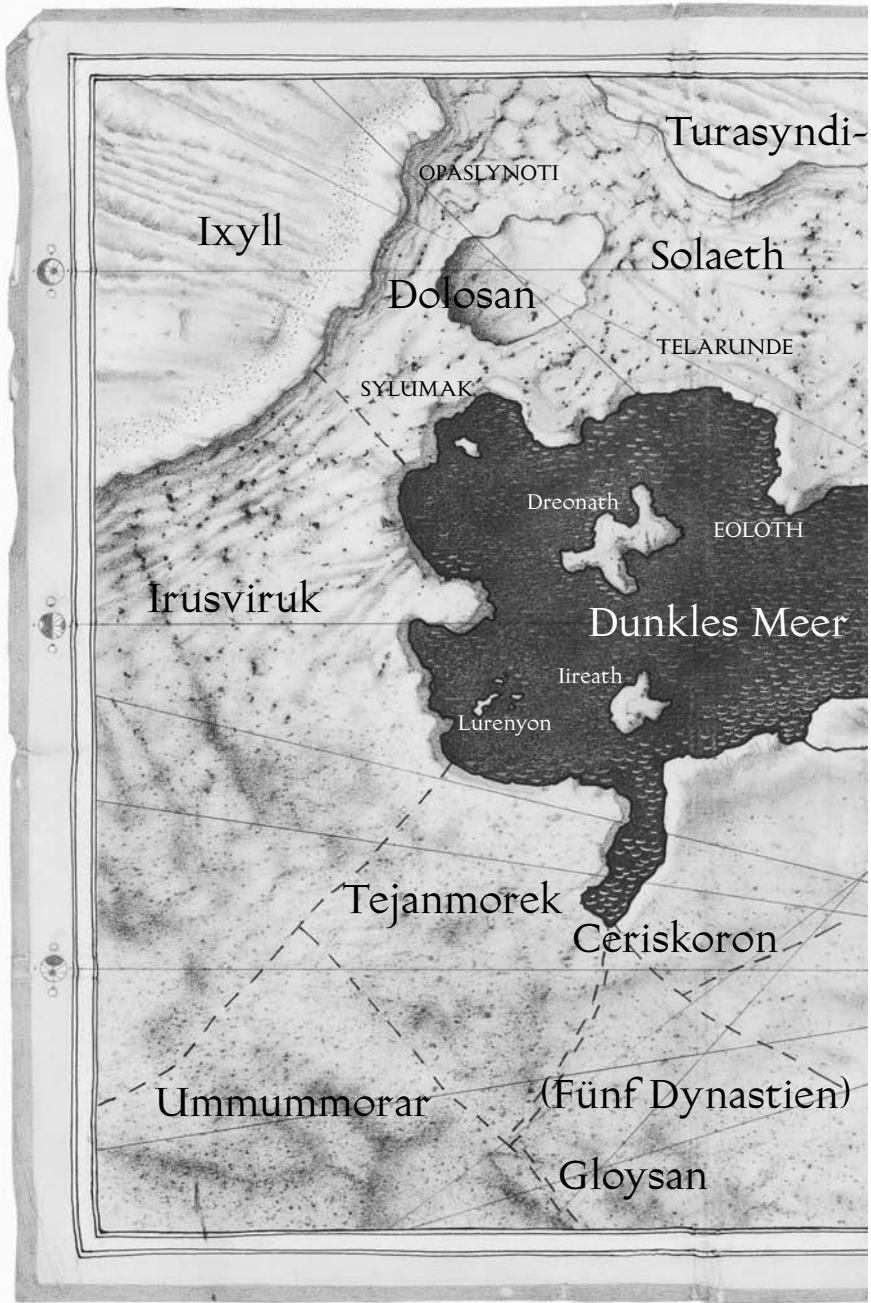 Turasyndi-
OPASLYNOTI
Ixyll
Solaeth
Dolosan
TELARUNDE
SYLUMAK
Dreonath
EOLOTH
Irusviruk
Dunkles Meer
Iireath
Lurenyon
Tejanmorek
Ceriskoron
Ummummorar
(Fünf Dynastien)
Gloysan